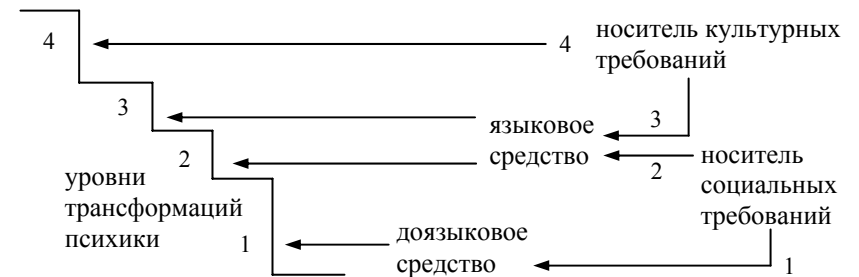 4
4
носитель культурных
требований
3
языковое
средство
3
2
2
носитель
социальных
требований
уровни
трансформаций
психики
1
доязыковое
средство
1